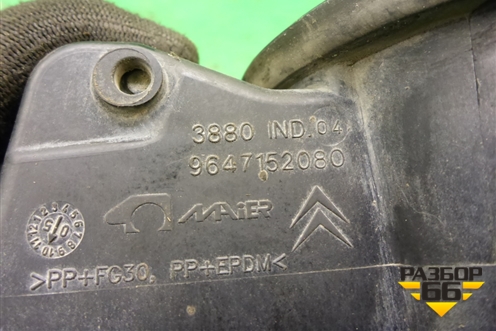 3880 IND.04
9647152080
MAiER
>PP+FG30, PP+EPDM<
РАЗБОР
66